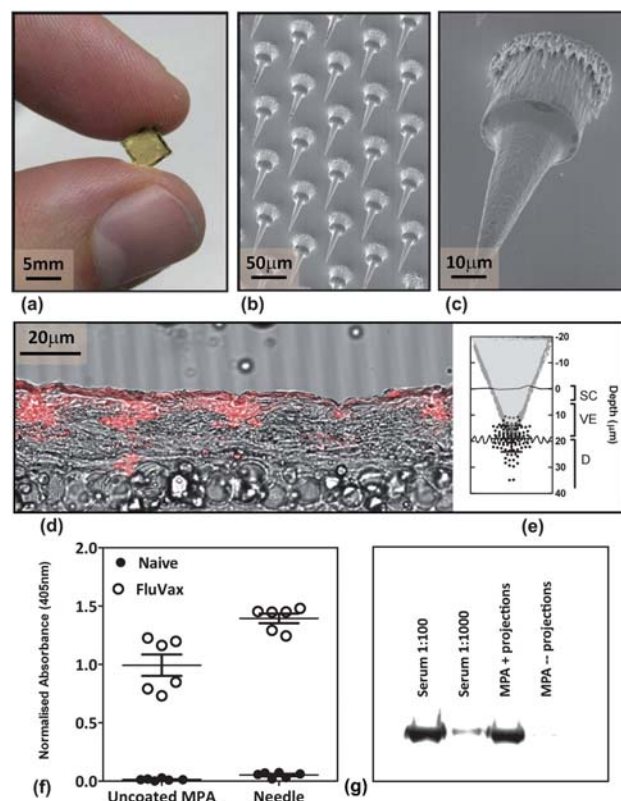 5mm
50μm
10μm
(a)
(b)
(c)
20μm
-20
-10
0
10
20
30
40
Depth (μm)
SC
VE
D
(d)
(e)
2.0
1.5
1.0
0.5
0.0
Normalised Absorbance (405nm)
Naive
FluVax
Uncoated MPA
Needle
(f)
Serum 1:100
Serum 1:1000
MPA + projections
MPA -- projections
(g)